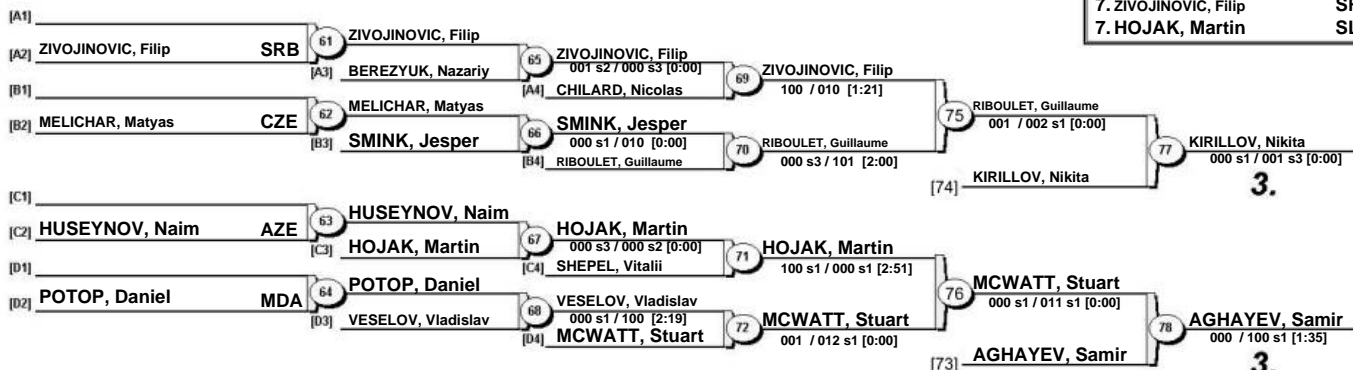 7. ZIVOJINOVIC, Filip
7. HOJAK, Martin
[A1]
[A2] ZIVOJINOVIC, Filip SRB 61 ZIVOJINOVIC, Filip
[A3] BEREZYUK, Nazariy 65 ZIVOJINOVIC, Filip
001 s2 / 000 s3 [0:00]
[A4] CHILARD, Nicolas 69 ZIVOJINOVIC, Filip
100 / 010 [1:21]
[B1]
[B2] MELICHAR, Matyas CZE 62 MELICHAR, Matyas
[B3] SMINK, Jesper 66 SMINK, Jesper
000 s1 / 010 [0:00]
[B4] RIBOULET, Guillaume 70 RIBOULET, Guillaume
000 s3 / 101 [2:00]
75 RIBOULET, Guillaume
001 / 002 s1 [0:00]
[74] KIRILLOV, Nikita 77 KIRILLOV, Nikita
000 s1 / 001 s3 [0:00]
3.
[C1]
[C2] HUSEYNOV, Naim AZE 63 HUSEYNOV, Naim
[C3] HOJAK, Martin 67 HOJAK, Martin
000 s3 / 000 s2 [0:00]
[C4] SHEPEL, Vitalii 71 HOJAK, Martin
100 s1 / 000 s1 [2:51]
[D1]
[D2] POTOP, Daniel MDA 64 POTOP, Daniel
[D3] VESELOV, Vladislav 68 VESELOV, Vladislav
000 s1 / 100 [2:19]
[D4] MCWATT, Stuart 72 MCWATT, Stuart
001 / 012 s1 [0:00]
76 MCWATT, Stuart
000 s1 / 011 s1 [0:00]
[73] AGHAYEV, Samir 78 AGHAYEV, Samir
000 / 100 s1 [1:35]
3.